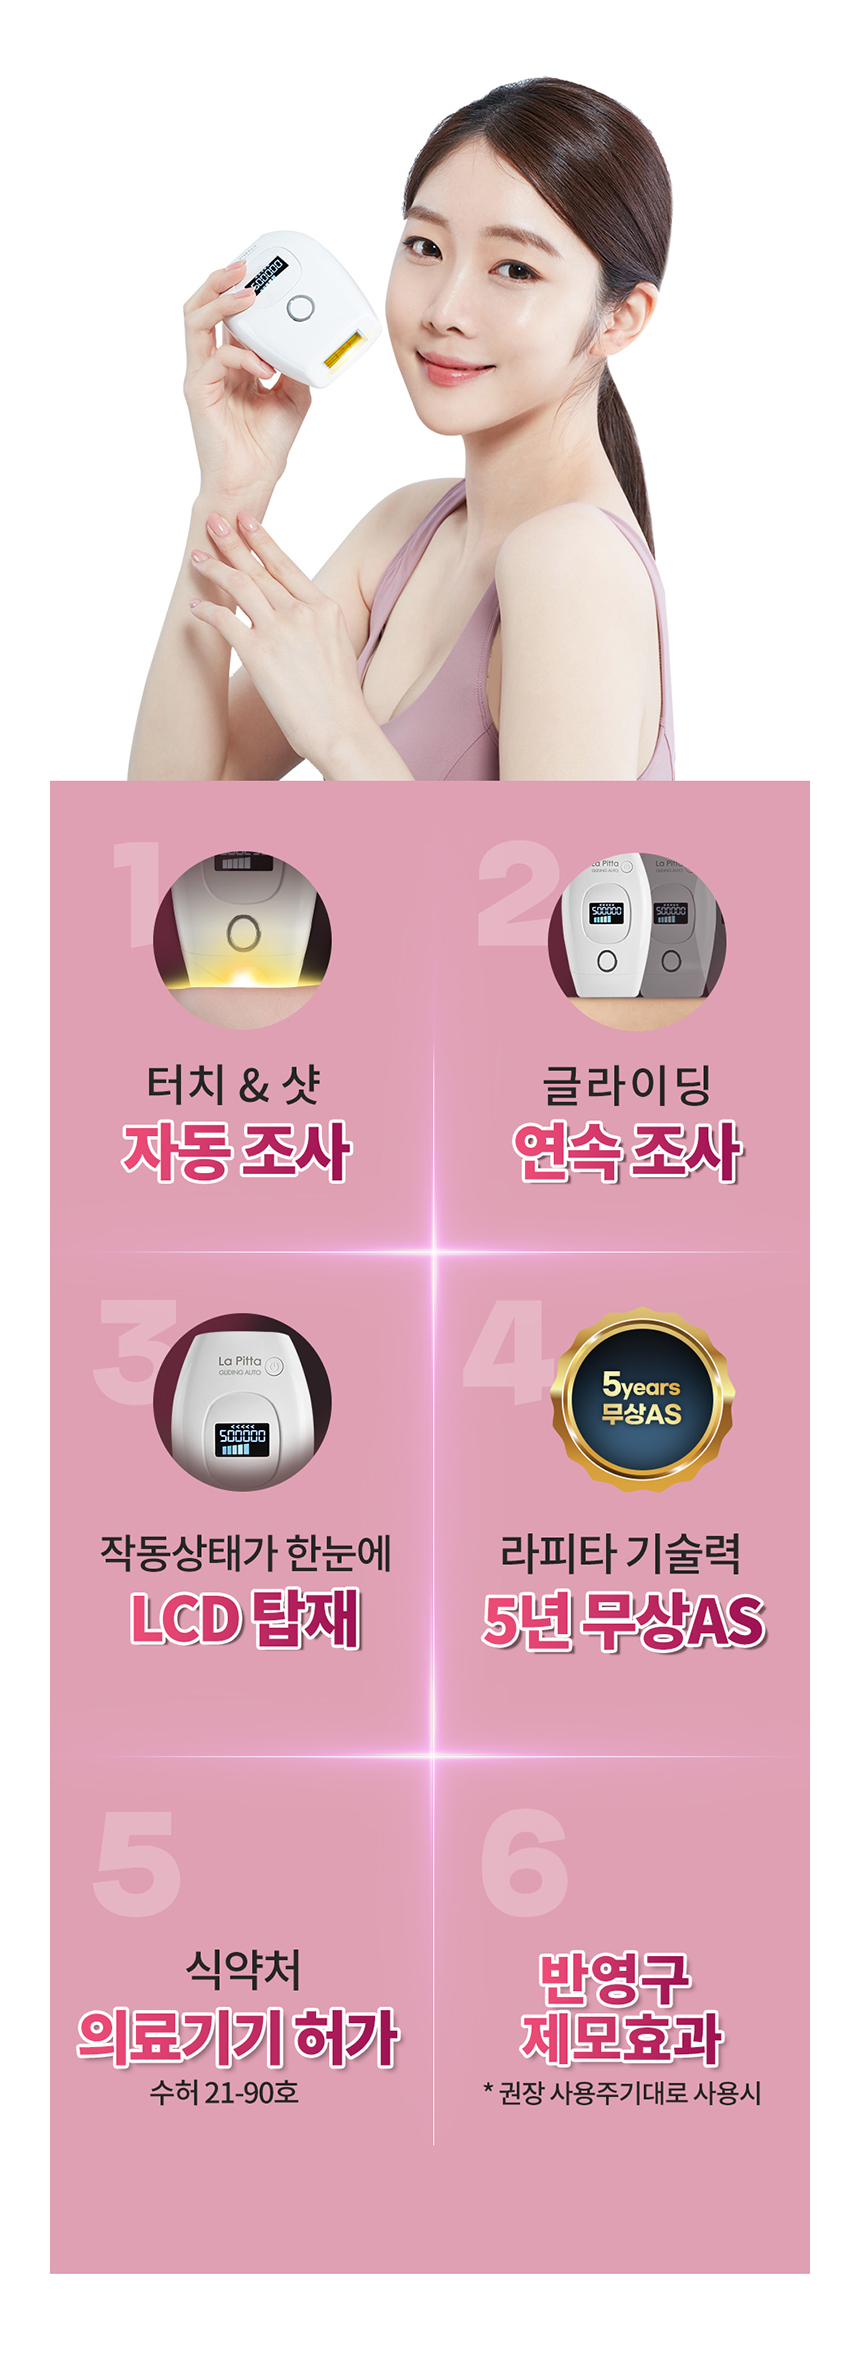 500000
1
2
La Pitta
GLIDING AUTO
500000
La Pitta
GLIDING AUTO
500000
터치 & 샷
자동 조사
글라이딩
연속 조사
3
La Pitta
GLIDING AUTO
500000
4
5years
무상AS
작동상태가 한눈에
LCD 탑재
라피타 기술력
5년 무상AS
5
6
식약처
의료기기 허가
수허 21-90호
반영구
제모효과
* 권장 사용주기대로 사용시